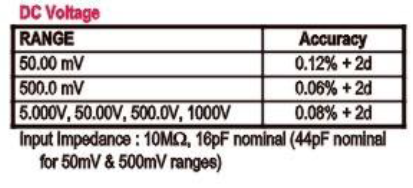 DC Voltage
RANGE Accuracy
50.00 mV 0.12% + 2d
500.0 mV 0.06% + 2d
5.000V, 50.00V, 500.0V, 1000V 0.08% + 2d
Input Impedance : 10MΩ, 16pF nominal (44pF nominal
for 50mV & 500mV ranges)